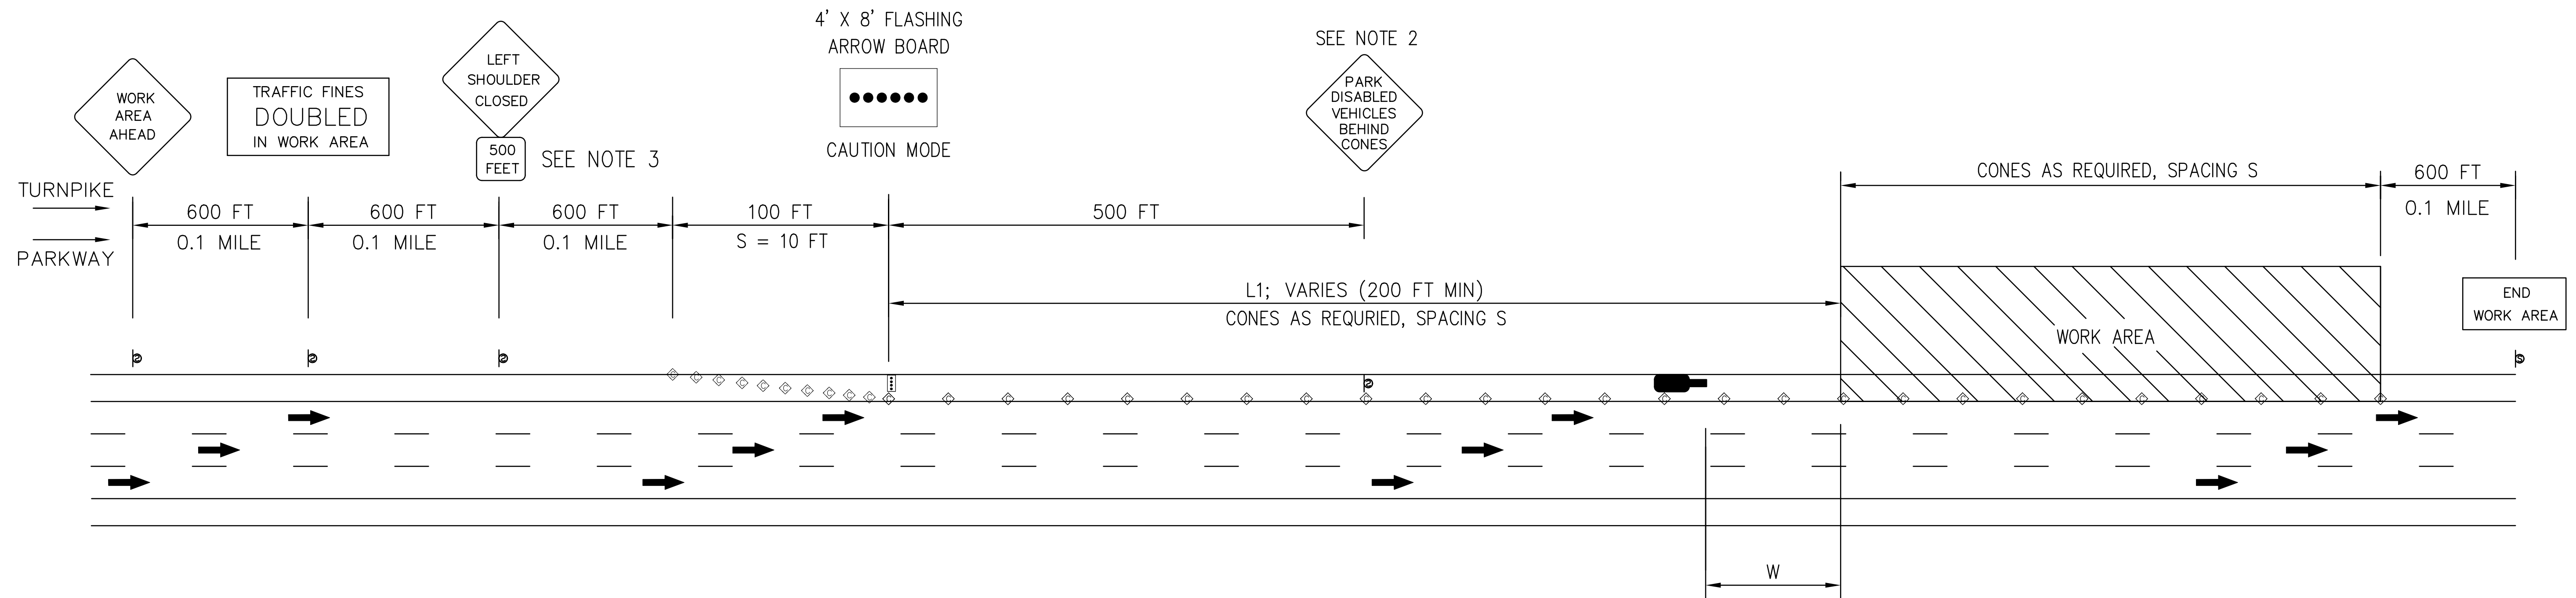 WORK
AREA
AHEAD
TRAFFIC FINES
DOUBLED
IN WORK AREA
LEFT
SHOULDER
CLOSED
500
FEET
SEE NOTE 3
4' X 8' FLASHING
ARROW BOARD
CAUTION MODE
SEE NOTE 2
PARK
DISABLED
VEHICLES
BEHIND
CONES
TURNPIKE
PARKWAY
600 FT
0.1 MILE
600 FT
0.1 MILE
600 FT
0.1 MILE
100 FT
S = 10 FT
500 FT
L1; VARIES (200 FT MIN)
CONES AS REQURIED, SPACING S
CONES AS REQUIRED, SPACING S
600 FT
0.1 MILE
WORK AREA
END
WORK AREA
W